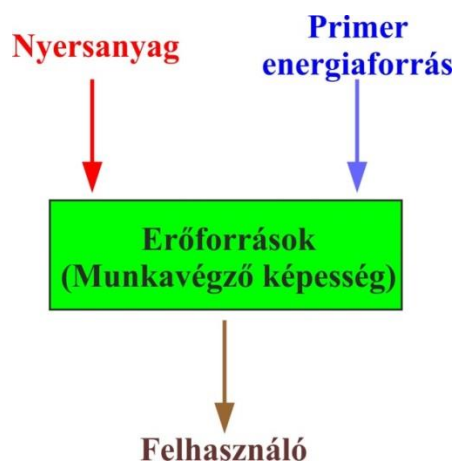 Nyersanyag
Primer
energiaforrás
Erőforrások
(Munkavégző képesség)
Felhasználó